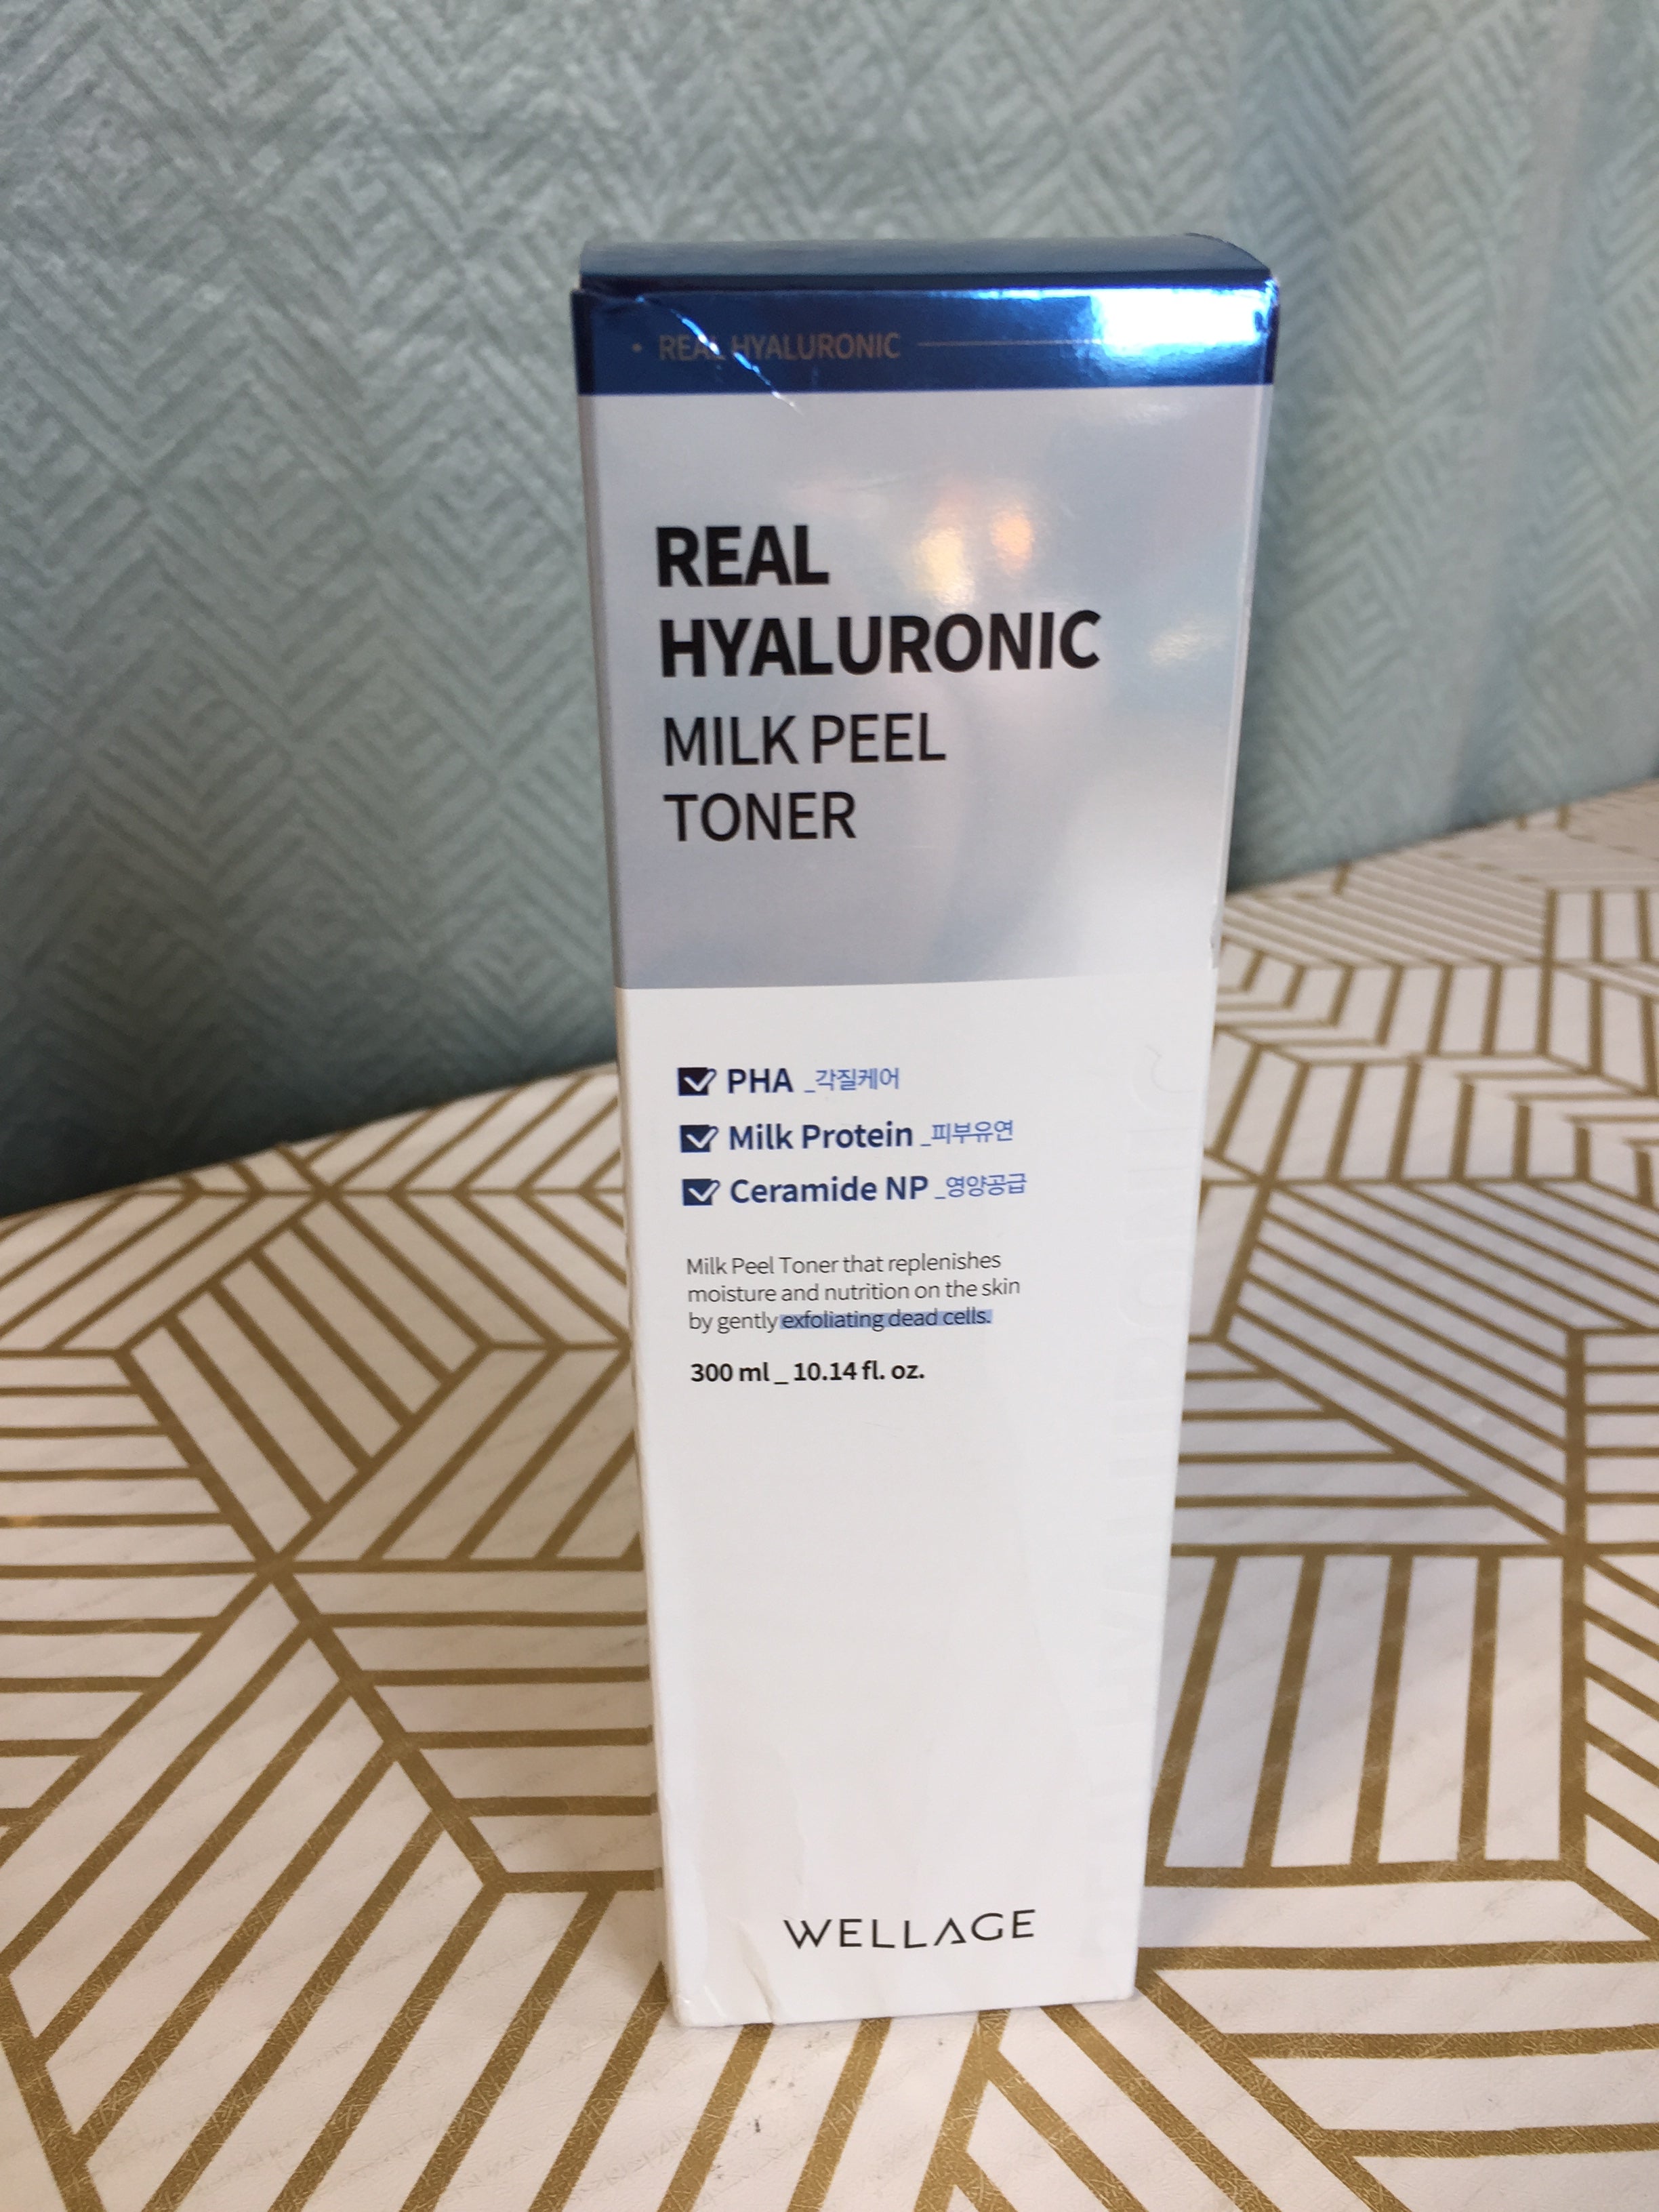 • REAL HYALURONIC
REAL
HYALURONIC
MILK PEEL
TONER
PHA _각질케어
Milk Protein _피부유연
Ceramide NP _영양공급
Milk Peel Toner that replenishes
moisture and nutrition on the skin
by gently exfoliating dead cells.
300 ml _ 10.14 fl. oz.
WELLAGE